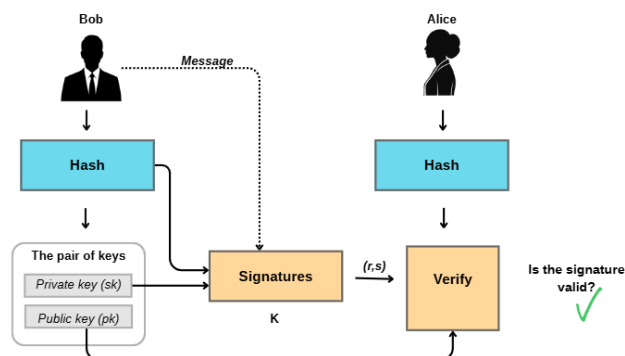 Bob
Alice
Message
Hash
Hash
The pair of keys
Private key (sk)
Public key (pk)
Signatures
K
(r,s)
Verify
Is the signature
valid?